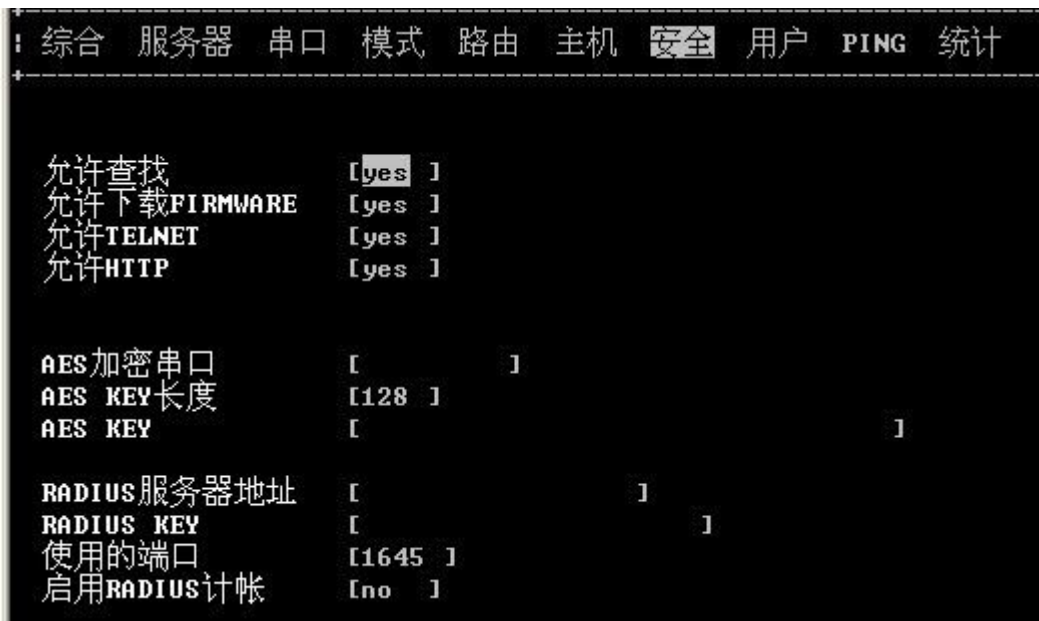 综合 服务器 串口 模式 路由 主机 安全 用户 PING 统计
允许查找 [yes ]
允许下载FIRMWARE [yes ]
允许TELNET [yes ]
允许HTTP [yes ]
AES加密串口 [ ]
AES KEY长度 [128 ]
AES KEY [ ]
RADIUS服务器地址 [ ]
RADIUS KEY [ ]
使用的端口 [1645 ]
启用RADIUS计帐 [no ]